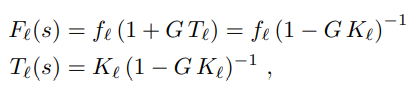 F_ℓ(s) = f_ℓ (1 + G T_ℓ) = f_ℓ (1 − G K_ℓ)^{−1}
T_ℓ(s) = K_ℓ (1 − G K_ℓ)^{−1} ,